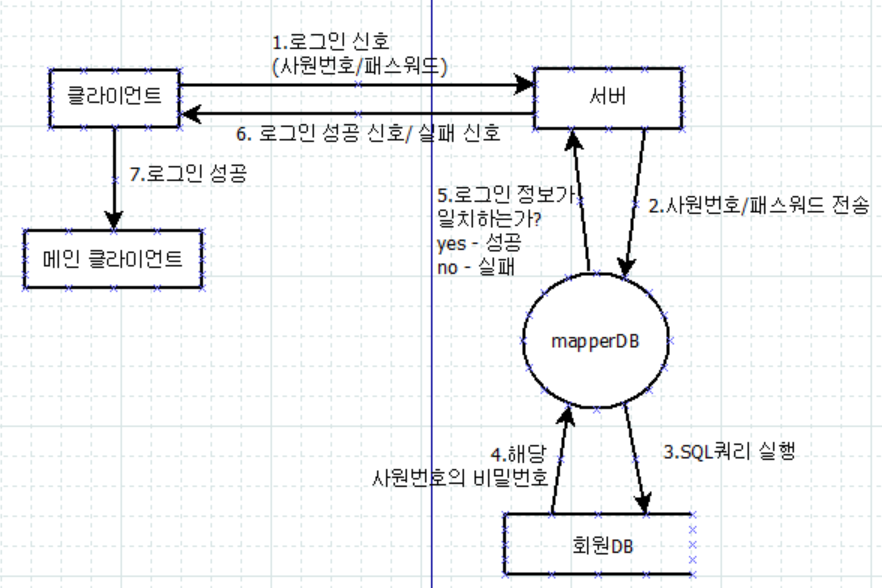 1.로그인 신호
(사원번호/패스워드)
클라이언트
서버
6. 로그인 성공 신호/ 실패 신호
7.로그인 성공
5.로그인 정보가
일치하는가?
yes - 성공
no - 실패
2.사원번호/패스워드 전송
메인 클라이언트
mapperDB
4.해당
사원번호의 비밀번호
3.SQL쿼리 실행
회원DB